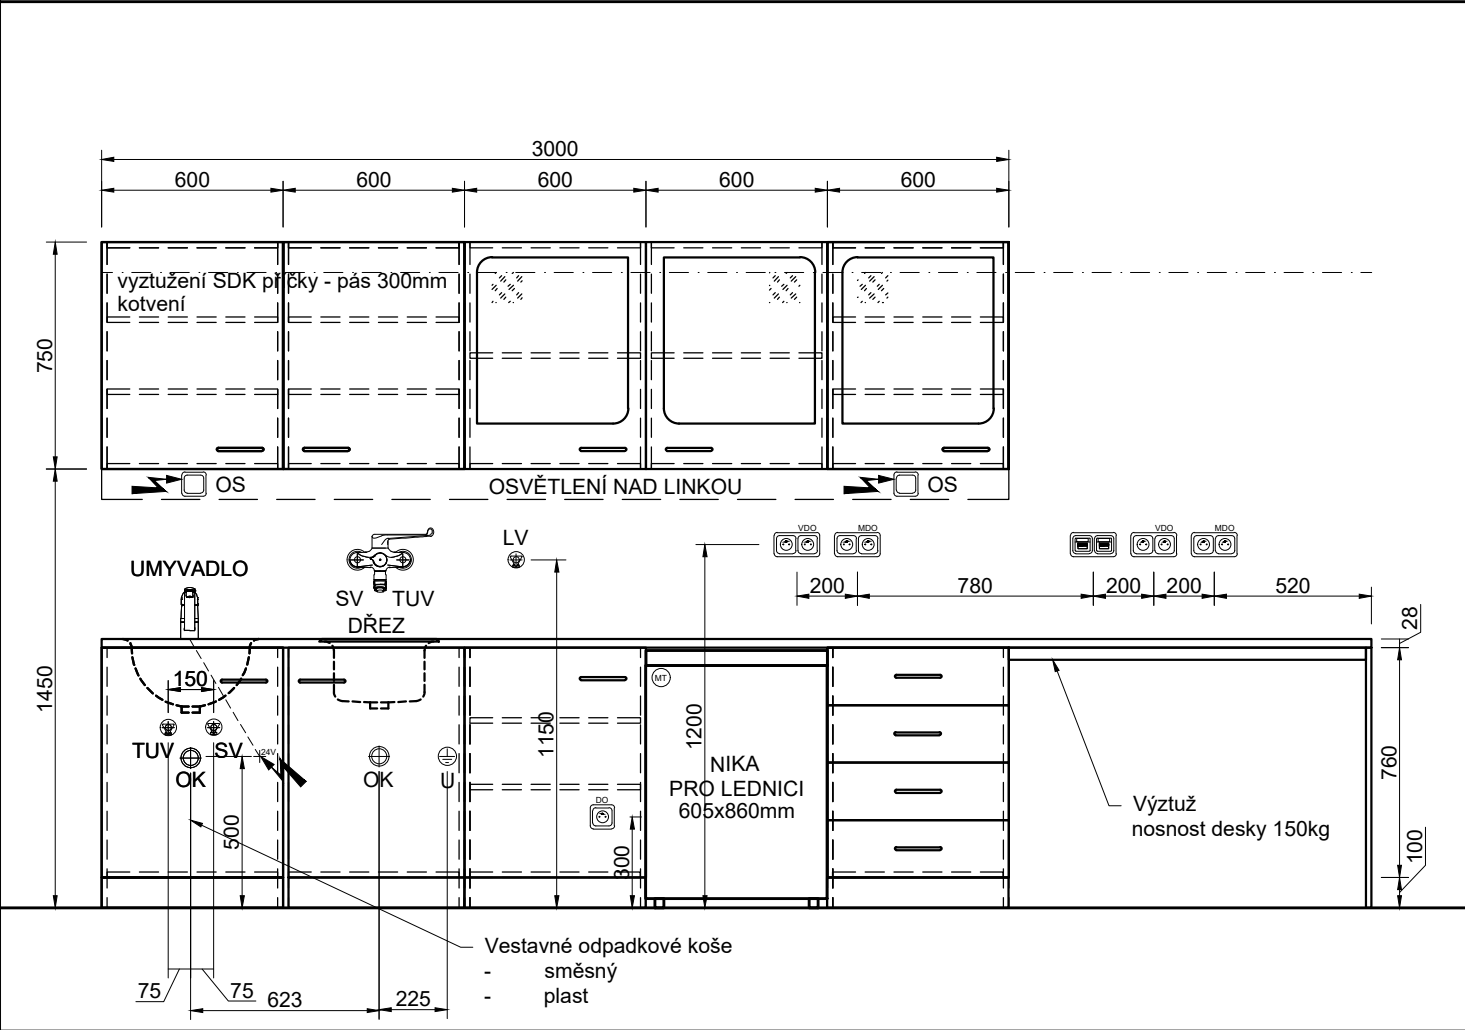 3000
600 600 600 600 600
vyztužení SDK příčky - pás 300mm
kotvení
750
OS OSVĚTLENÍ NAD LINKOU OS
VDO MDO VDO MDO
LV
UMYVADLO
SV TUV
DŘEZ
200 780 200 200 520
28
150
MT
1450
1150
1200
TUV SV 24V
OK OK U
NIKA
PRO LEDNICI
605x860mm
760
DO
Výztuž
nosnost desky 150kg
500
300
100
Vestavné odpadkové koše
- směsný
- plast
75 75
623 225